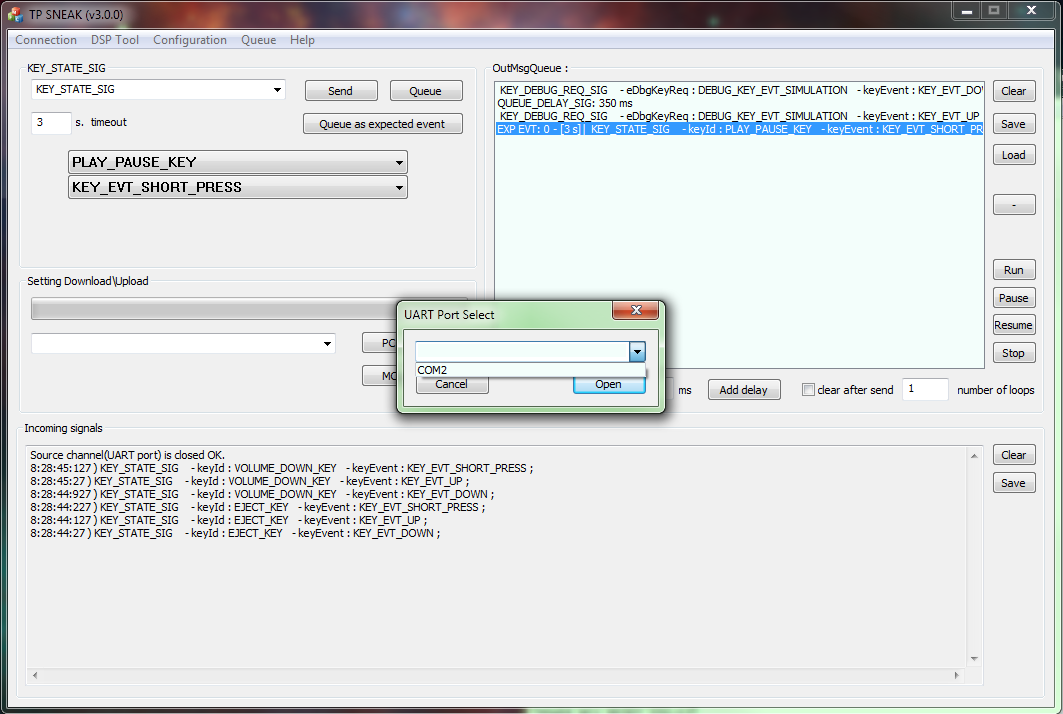 TP SNEAK (v3.0.0)
Connection DSP Tool Configuration Queue Help
KEY_STATE_SIG
KEY_STATE_SIG
Send
Queue
3 s. timeout
Queue as expected event
PLAY_PAUSE_KEY
KEY_EVT_SHORT_PRESS
OutMsgQueue :
KEY_DEBUG_REQ_SIG - eDbgKeyReq : DEBUG_KEY_EVT_SIMULATION - keyEvent : KEY_EVT_DOW
QUEUE_DELAY_SIG: 350 ms
KEY_DEBUG_REQ_SIG - eDbgKeyReq : DEBUG_KEY_EVT_SIMULATION - keyEvent : KEY_EVT_UP
EXP EVT: 0 - [3 s]| KEY_STATE_SIG - keyId : PLAY_PAUSE_KEY - keyEvent : KEY_EVT_SHORT_PR
Clear
Save
Load
-
Run
Pause
Resume
Stop
Setting Download\Upload
PC
MC
UART Port Select
COM2
Cancel
Open
ms
Add delay
clear after send
1
number of loops
Incoming signals
Source channel(UART port) is closed OK.
8:28:45:127 ) KEY_STATE_SIG - keyId : VOLUME_DOWN_KEY - keyEvent : KEY_EVT_SHORT_PRESS ;
8:28:45:27 ) KEY_STATE_SIG - keyId : VOLUME_DOWN_KEY - keyEvent : KEY_EVT_UP ;
8:28:44:927 ) KEY_STATE_SIG - keyId : VOLUME_DOWN_KEY - keyEvent : KEY_EVT_DOWN ;
8:28:44:227 ) KEY_STATE_SIG - keyId : EJECT_KEY - keyEvent : KEY_EVT_SHORT_PRESS ;
8:28:44:127 ) KEY_STATE_SIG - keyId : EJECT_KEY - keyEvent : KEY_EVT_UP ;
8:28:44:27 ) KEY_STATE_SIG - keyId : EJECT_KEY - keyEvent : KEY_EVT_DOWN ;
Clear
Save